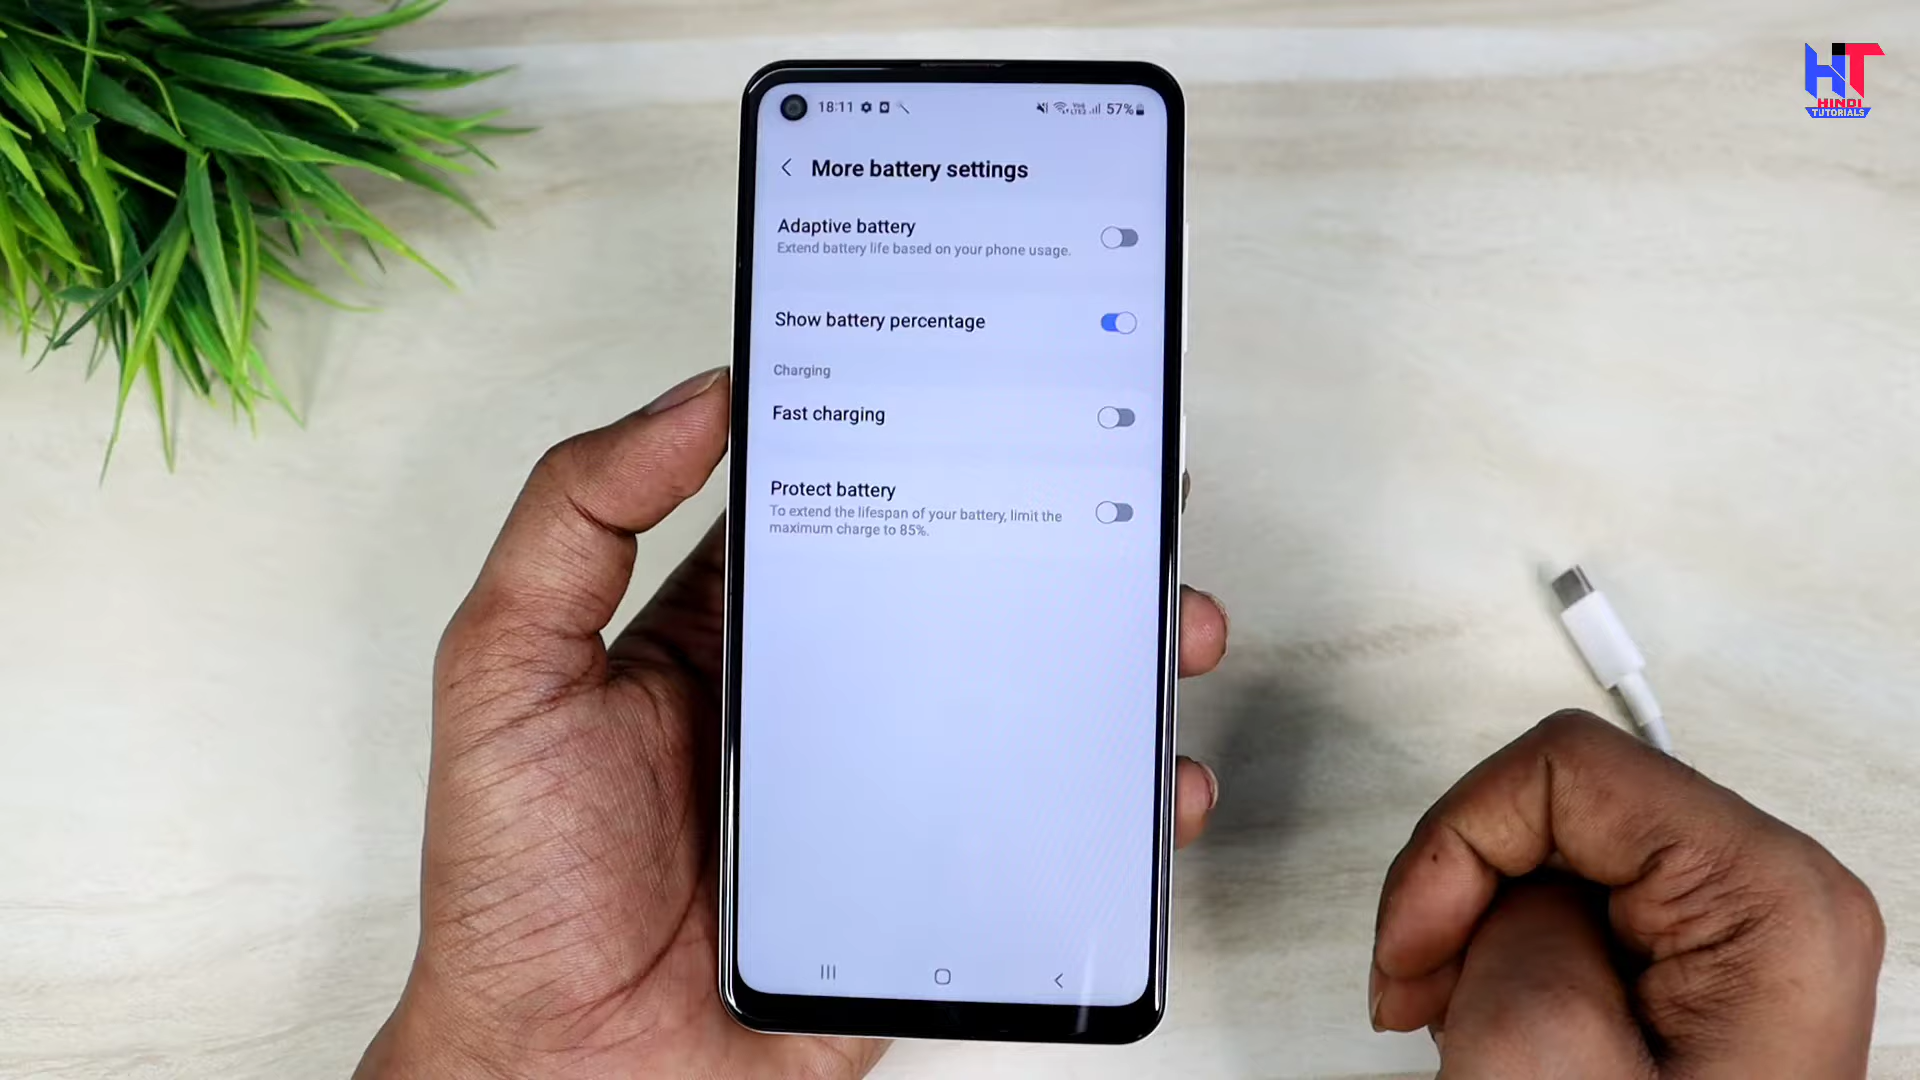 HT
HINDI
TUTORIALS
18:11
57%
More battery settings
Adaptive battery
Extend battery life based on your phone usage.
Show battery percentage
Charging
Fast charging
Protect battery
To extend the lifespan of your battery, limit the
maximum charge to 85%.